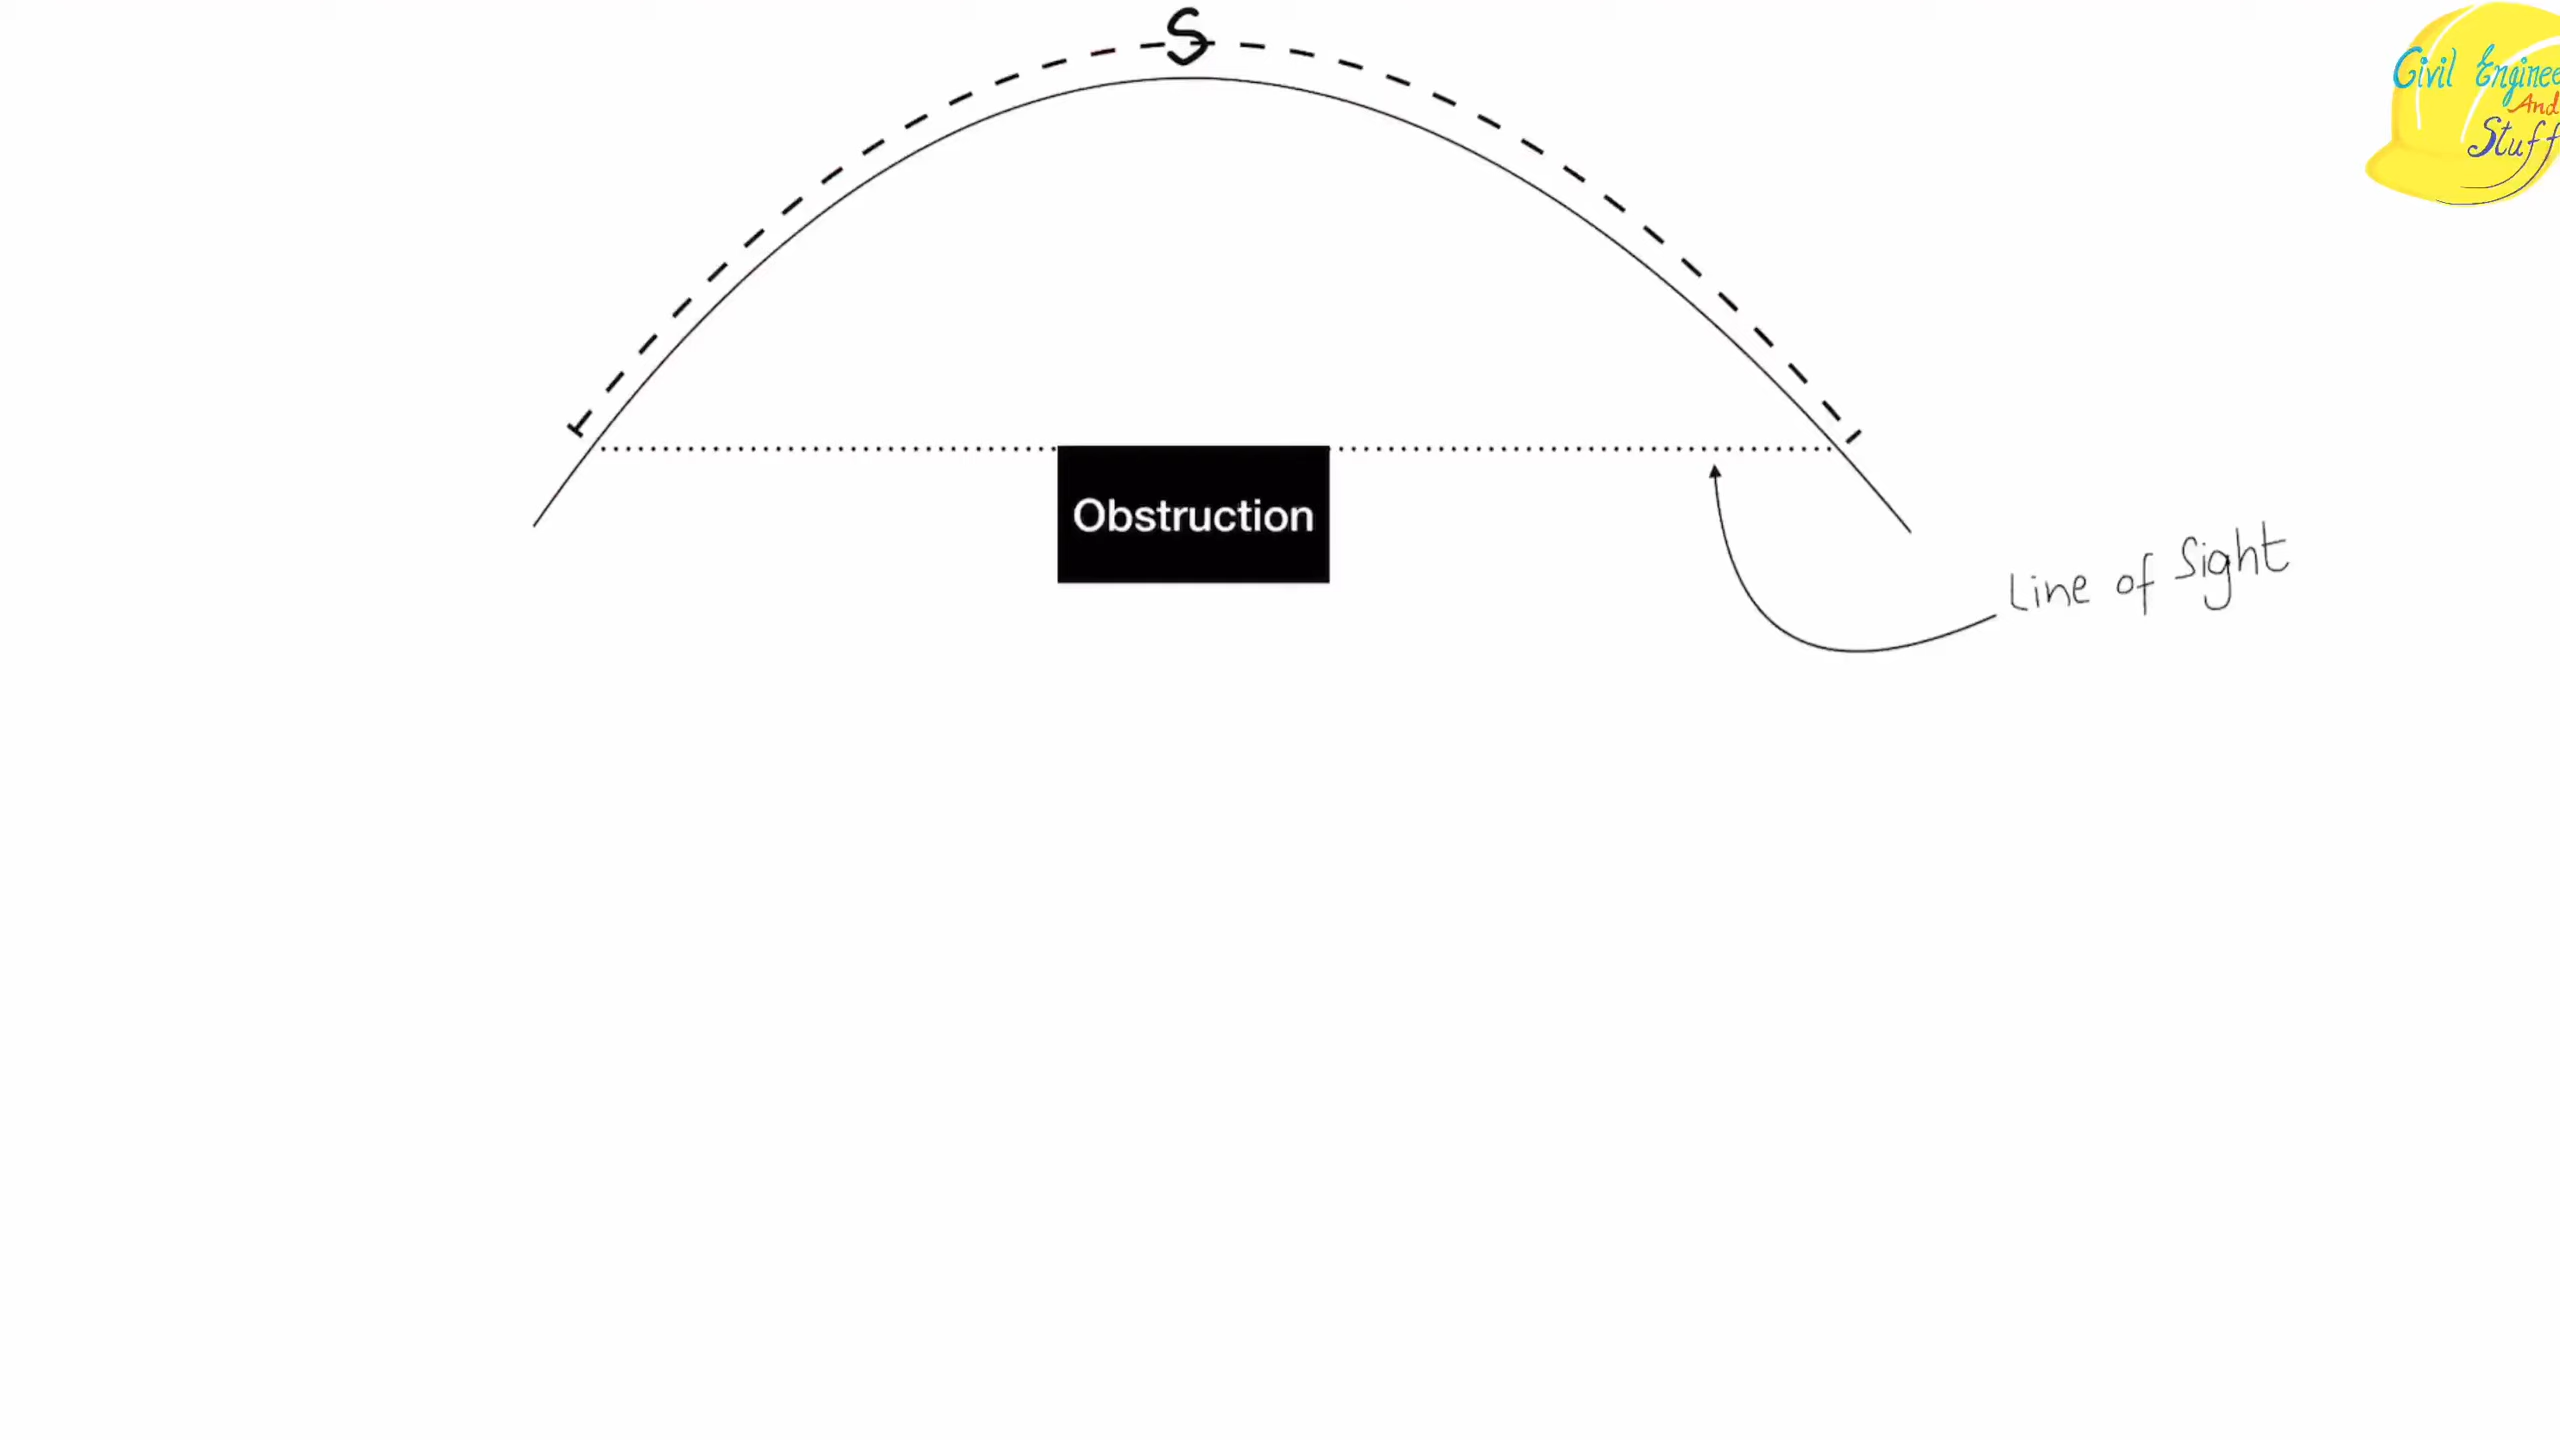 S
Civil Enginee
And
Stuff
Obstruction
Line of Sight